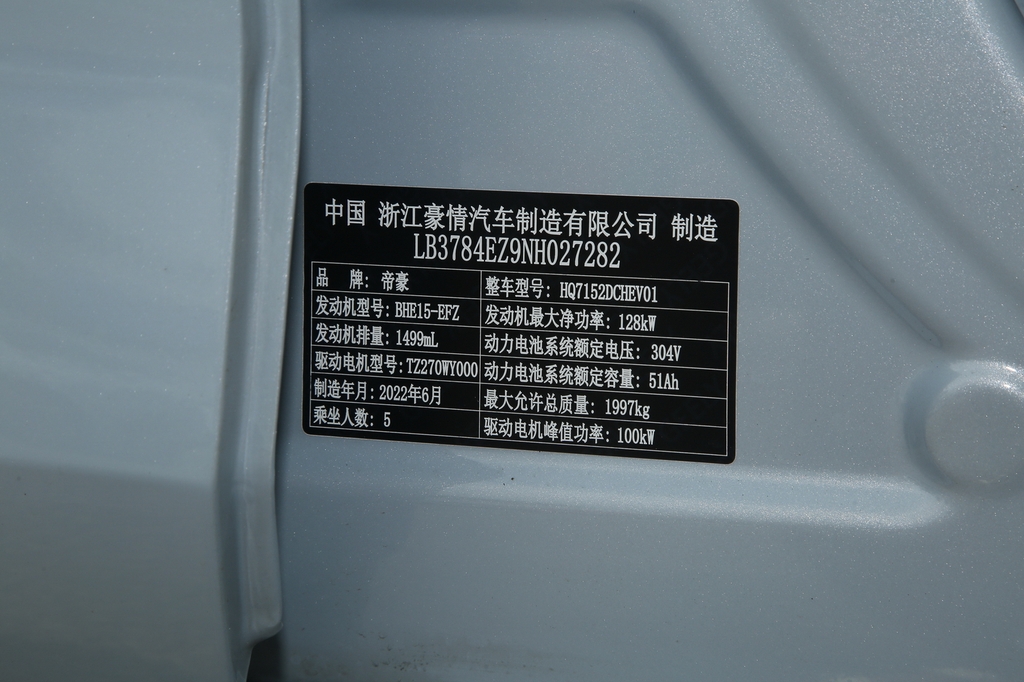 中国 浙江豪情汽车制造有限公司 制造
LB3784EZ9NH027282
品 牌: 帝豪
整车型号: HQ7152DCHEV01
发动机型号: BHE15-EFZ
发动机最大净功率: 128kW
发动机排量: 1499mL
动力电池系统额定电压: 304V
驱动电机型号: TZ270WY000
动力电池系统额定容量: 51Ah
制造年月: 2022年6月
最大允许总质量: 1997kg
乘坐人数: 5
驱动电机峰值功率: 100kW